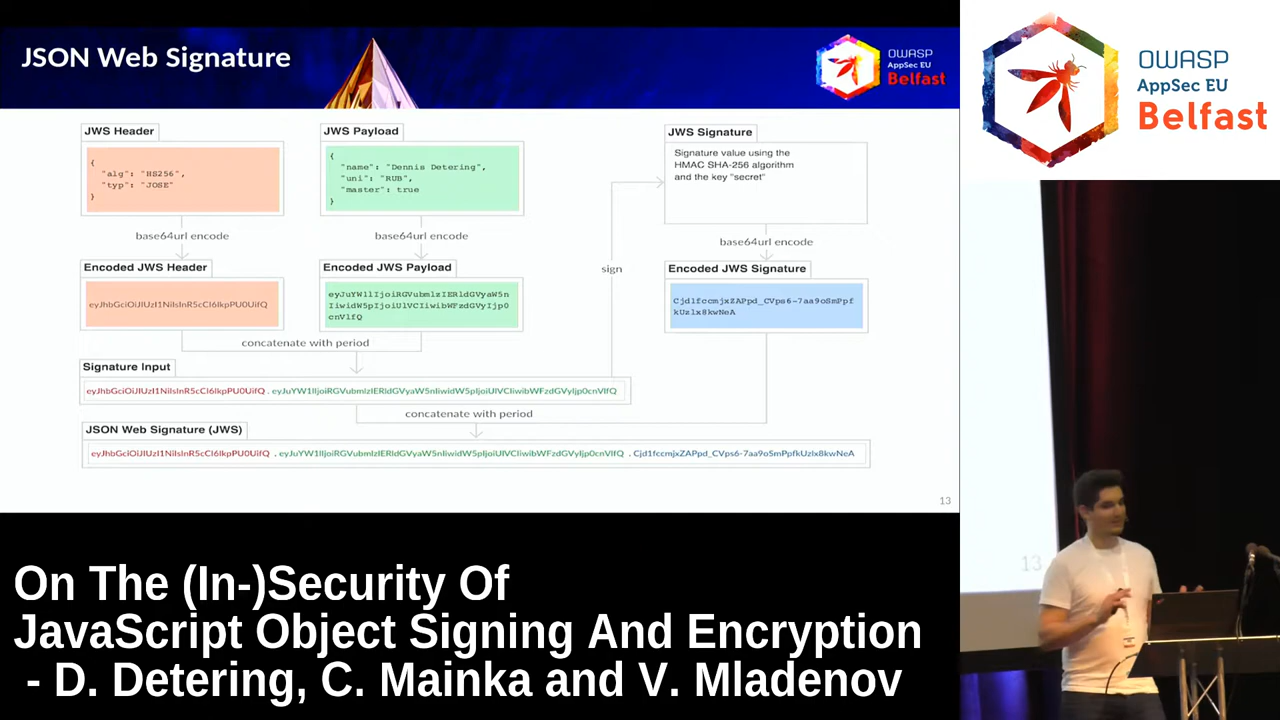 JSON Web Signature
OWASP
AppSec EU
Belfast
OWASP
AppSec EU
Belfast
JWS Header
{
"alg": "HS256",
"typ": "JOSE"
}
JWS Payload
{
"name": "Dennis Detering",
"uni": "RUB",
"master": true
}
JWS Signature
Signature value using the
HMAC SHA-256 algorithm
and the key "secret"
base64url encode
base64url encode
base64url encode
sign
Encoded JWS Header
eyJhbGciOiJIUzI1NiIsInR5cCI6IkpPU0UifQ
Encoded JWS Payload
eyJuYW1lIjoiRGVubmlzIERldGVyaW5n
IiwidW5pIjoiUlVCIiwibWFzdGVyIjp0
cnVlfQ
Encoded JWS Signature
Cjd1fccmjxZAPpd_CVps6-7aa9oSmPpf
kUzlx8kwNeA
concatenate with period
Signature Input
eyJhbGciOiJIUzI1NiIsInR5cCI6IkpPU0UifQ . eyJuYW1lIjoiRGVubmlzIERldGVyaW5nIiwidW5pIjoiUlVCIiwibWFzdGVyIjp0cnVlfQ
concatenate with period
JSON Web Signature (JWS)
eyJhbGciOiJIUzI1NiIsInR5cCI6IkpPU0UifQ . eyJuYW1lIjoiRGVubmlzIERldGVyaW5nIiwidW5pIjoiUlVCIiwibWFzdGVyIjp0cnVlfQ . Cjd1fccmjxZAPpd_CVps6-7aa9oSmPpfkUzlx8kwNeA
13
13
On The (In-)Security Of
JavaScript Object Signing And Encryption
- D. Detering, C. Mainka and V. Mladenov